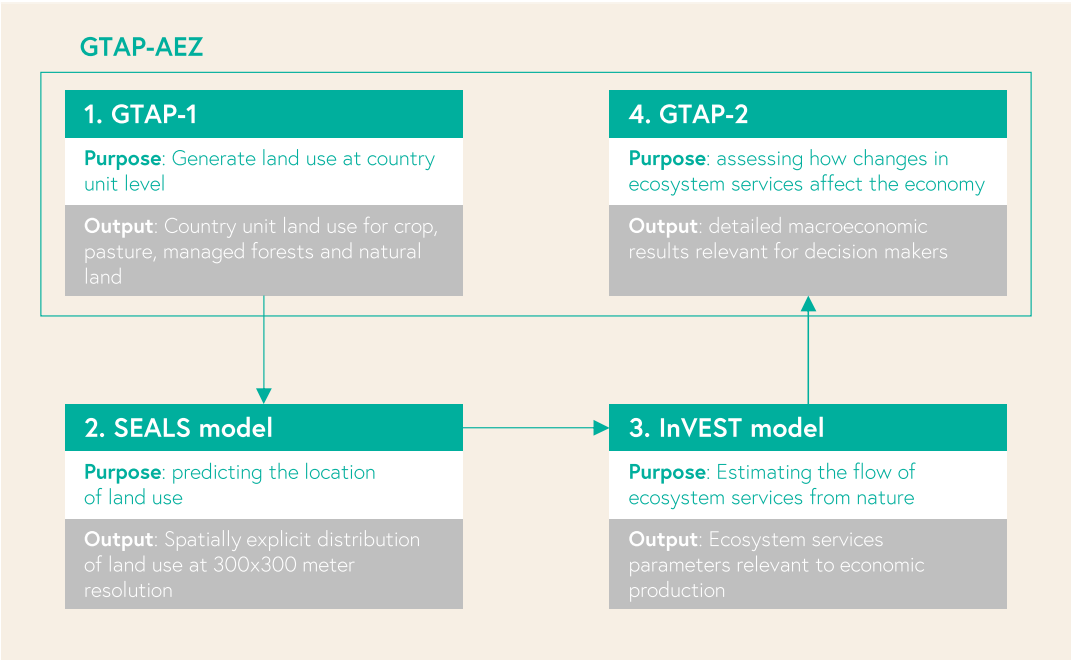 GTAP-AEZ
1. GTAP-1
Purpose: Generate land use at country
unit level
Output: Country unit land use for crop,
pasture, managed forests and natural
land
4. GTAP-2
Purpose: assessing how changes in
ecosystem services affect the economy
Output: detailed macroeconomic
results relevant for decision makers
2. SEALS model
Purpose: predicting the location
of land use
Output: Spatially explicit distribution
of land use at 300x300 meter
resolution
3. InVEST model
Purpose: Estimating the flow of
ecosystem services from nature
Output: Ecosystem services
parameters relevant to economic
production